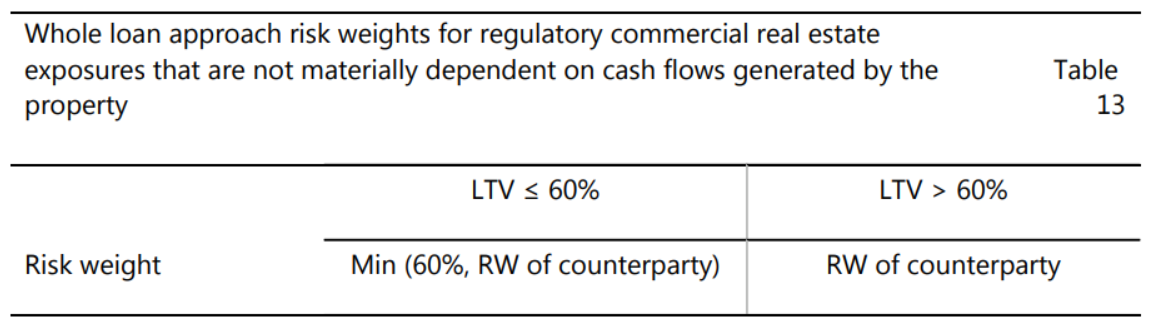 Whole loan approach risk weights for regulatory commercial real estate
exposures that are not materially dependent on cash flows generated by the
property
Table
13
LTV ≤ 60%
LTV > 60%
Risk weight
Min (60%, RW of counterparty)
RW of counterparty